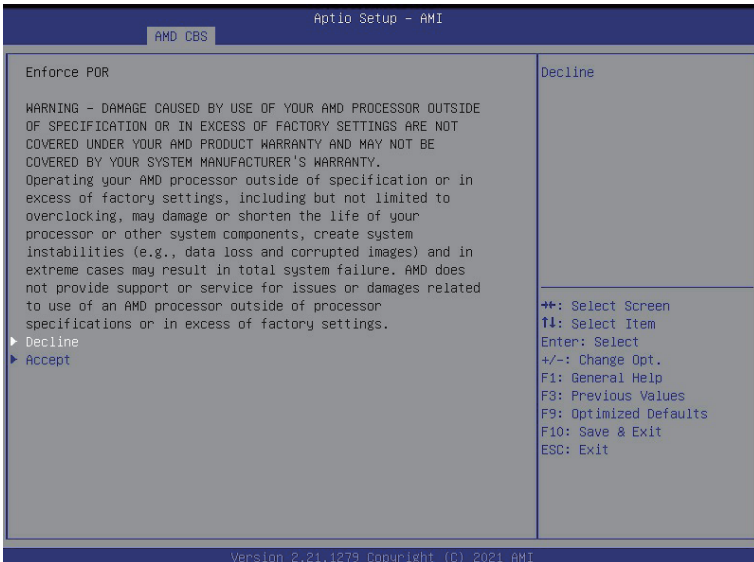 Aptio Setup - AMI
AMD CBS
Enforce POR
WARNING - DAMAGE CAUSED BY USE OF YOUR AMD PROCESSOR OUTSIDE
OF SPECIFICATION OR IN EXCESS OF FACTORY SETTINGS ARE NOT
COVERED UNDER YOUR AMD PRODUCT WARRANTY AND MAY NOT BE
COVERED BY YOUR SYSTEM MANUFACTURER'S WARRANTY.
Operating your AMD processor outside of specification or in
excess of factory settings, including but not limited to
overclocking, may damage or shorten the life of your
processor or other system components, create system
instabilities (e.g., data loss and corrupted images) and in
extreme cases may result in total system failure. AMD does
not provide support or service for issues or damages related
to use of an AMD processor outside of processor
specifications or in excess of factory settings.
▶ Decline
▶ Accept
Decline
→←: Select Screen
↑↓: Select Item
Enter: Select
+/-: Change Opt.
F1: General Help
F3: Previous Values
F9: Optimized Defaults
F10: Save & Exit
ESC: Exit
Version 2.21.1279 Copyright (C) 2021 AMI